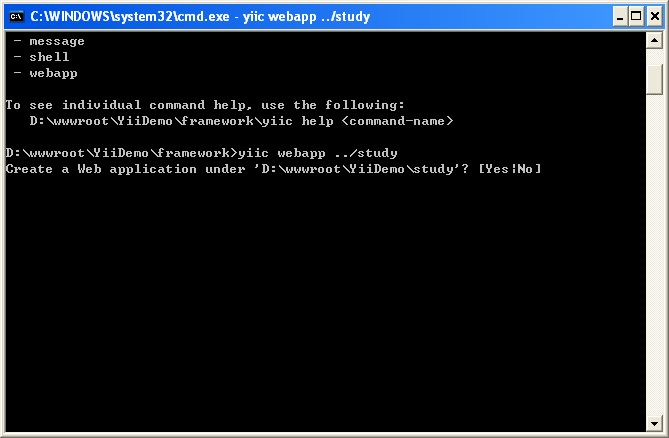 C:\WINDOWS\system32\cmd.exe - yiic webapp ../study
- message
- shell
- webapp
To see individual command help, use the following:
D:\wwwroot\YiiDemo\framework\yiic help <command-name>
D:\wwwroot\YiiDemo\framework>yiic webapp ../study
Create a Web application under 'D:\wwwroot\YiiDemo\study'? [Yes|No]